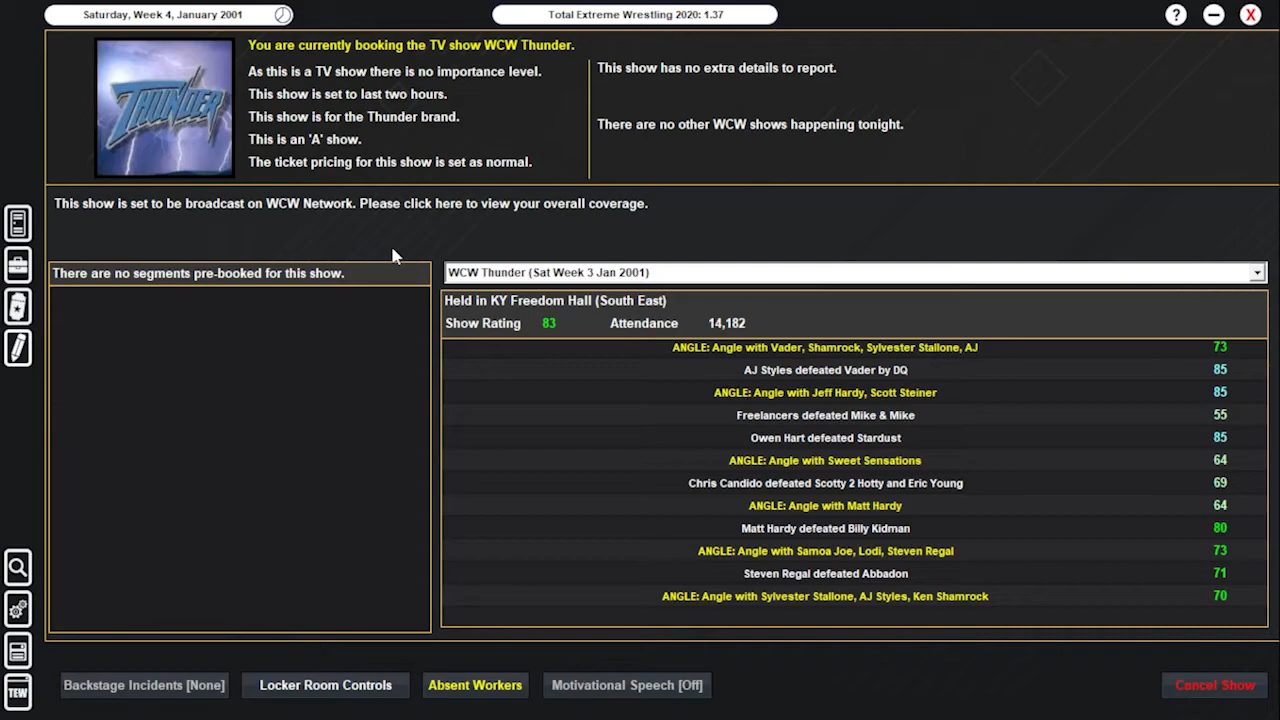 Saturday, Week 4, January 2001
Total Extreme Wrestling 2020: 1.37
?
X
THUNDER
You are currently booking the TV show WCW Thunder.
As this is a TV show there is no importance level.
This show is set to last two hours.
This show is for the Thunder brand.
This is an 'A' show.
The ticket pricing for this show is set as normal.
This show has no extra details to report.
There are no other WCW shows happening tonight.
This show is set to be broadcast on WCW Network. Please click here to view your overall coverage.
There are no segments pre-booked for this show.
WCW Thunder (Sat Week 3 Jan 2001)
Held in KY Freedom Hall (South East)
Show Rating 83 Attendance 14,182
ANGLE: Angle with Vader, Shamrock, Sylvester Stallone, AJ 73
AJ Styles defeated Vader by DQ 85
ANGLE: Angle with Jeff Hardy, Scott Steiner 85
Freelancers defeated Mike & Mike 55
Owen Hart defeated Stardust 85
ANGLE: Angle with Sweet Sensations 64
Chris Candido defeated Scotty 2 Hotty and Eric Young 69
ANGLE: Angle with Matt Hardy 64
Matt Hardy defeated Billy Kidman 80
ANGLE: Angle with Samoa Joe, Lodi, Steven Regal 73
Steven Regal defeated Abbadon 71
ANGLE: Angle with Sylvester Stallone, AJ Styles, Ken Shamrock 70
TEW
Backstage Incidents [None]
Locker Room Controls
Absent Workers
Motivational Speech [Off]
Cancel Show